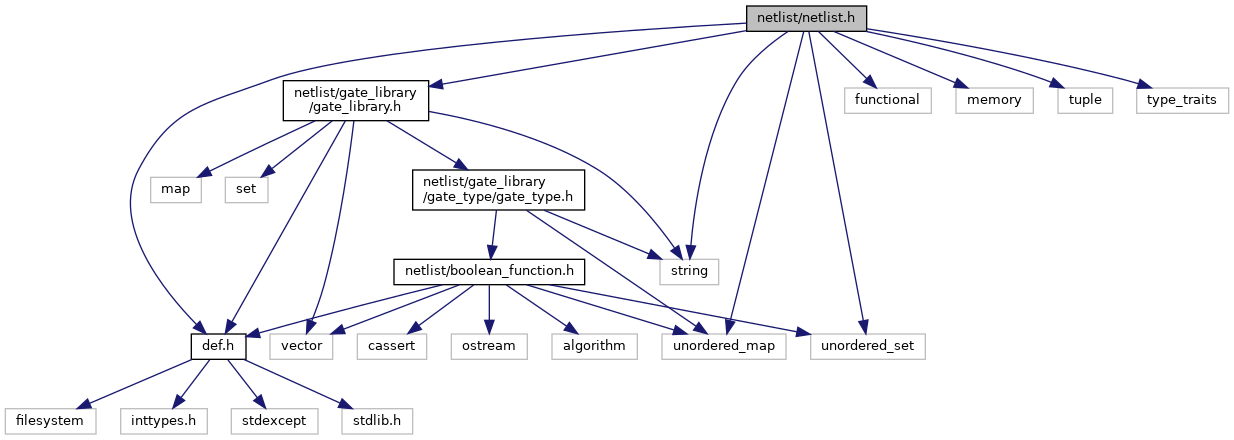 netlist/netlist.h
netlist/gate_library
/gate_library.h
functional
memory
tuple
type_traits
map
set
netlist/gate_library
/gate_type/gate_type.h
netlist/boolean_function.h
string
def.h
vector
cassert
ostream
algorithm
unordered_map
unordered_set
filesystem
inttypes.h
stdexcept
stdlib.h